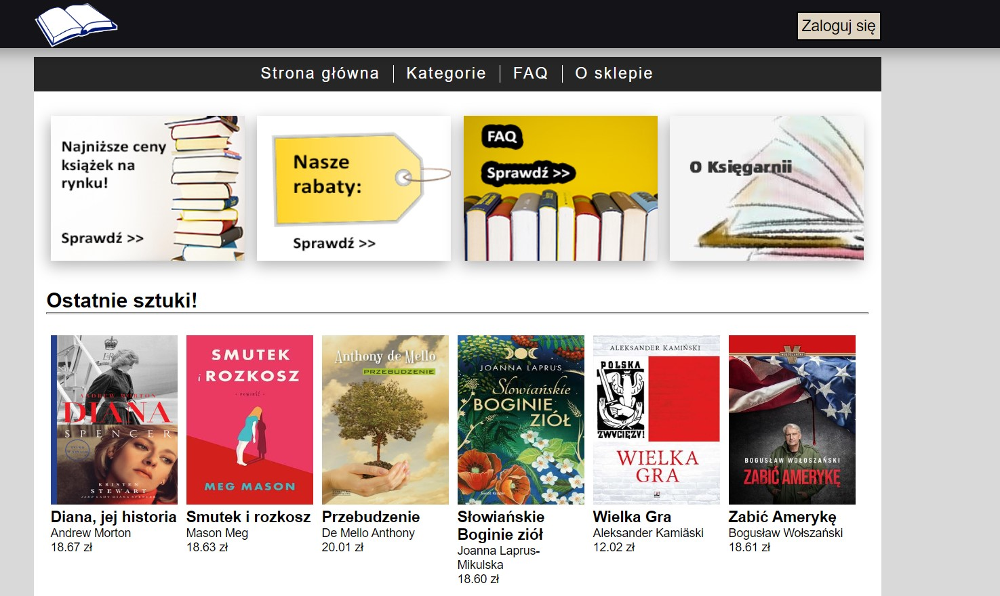 Zaloguj się
Strona główna
Kategorie
FAQ
O sklepie
Najniższe ceny
książek na
rynku!
Sprawdź >>
Nasze
rabaty:
Sprawdź >>
FAQ
Sprawdź >>
O Księgarnii
Ostatnie sztuki!
ANDREW MORTON
DIANA
SPENCER
KRISTEN
STEWART
SMUTEK
i ROZKOSZ
POWIEŚĆ
MEG MASON
Anthony de Mello
PRZEBUDZENIE
JOANNA LAPRUS
Słowiańskie
BOGINIE
ZIÓŁ
Świat Książki
ALEKSANDER KAMIŃSKI
POLSKA
ZWYCIĘŻY!
WIELKA
GRA
WOŁOSZAŃSKI
BOGUSŁAW WOŁOSZAŃSKI
ZABIĆ AMERYKĘ
Diana, jej historia
Andrew Morton
18.67 zł
Smutek i rozkosz
Mason Meg
18.63 zł
Przebudzenie
De Mello Anthony
20.01 zł
Słowiańskie
Boginie ziół
Joanna Laprus-
Mikulska
18.60 zł
Wielka Gra
Aleksander Kamiäski
12.02 zł
Zabić Amerykę
Bogusław Wołszański
18.61 zł